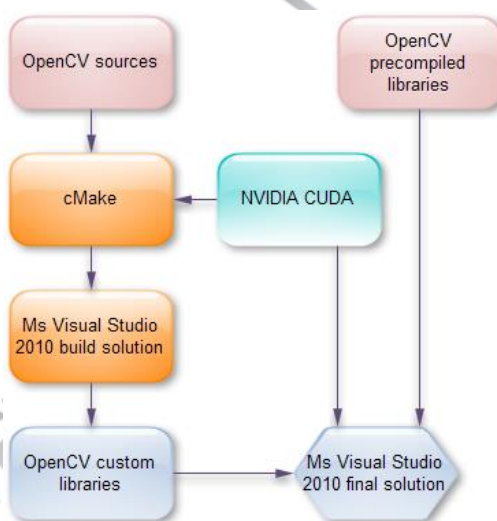 OpenCV sources
OpenCV
precompiled
libraries
cMake
NVIDIA CUDA
Ms Visual Studio
2010 build solution
OpenCV custom
libraries
Ms Visual Studio
2010 final solution